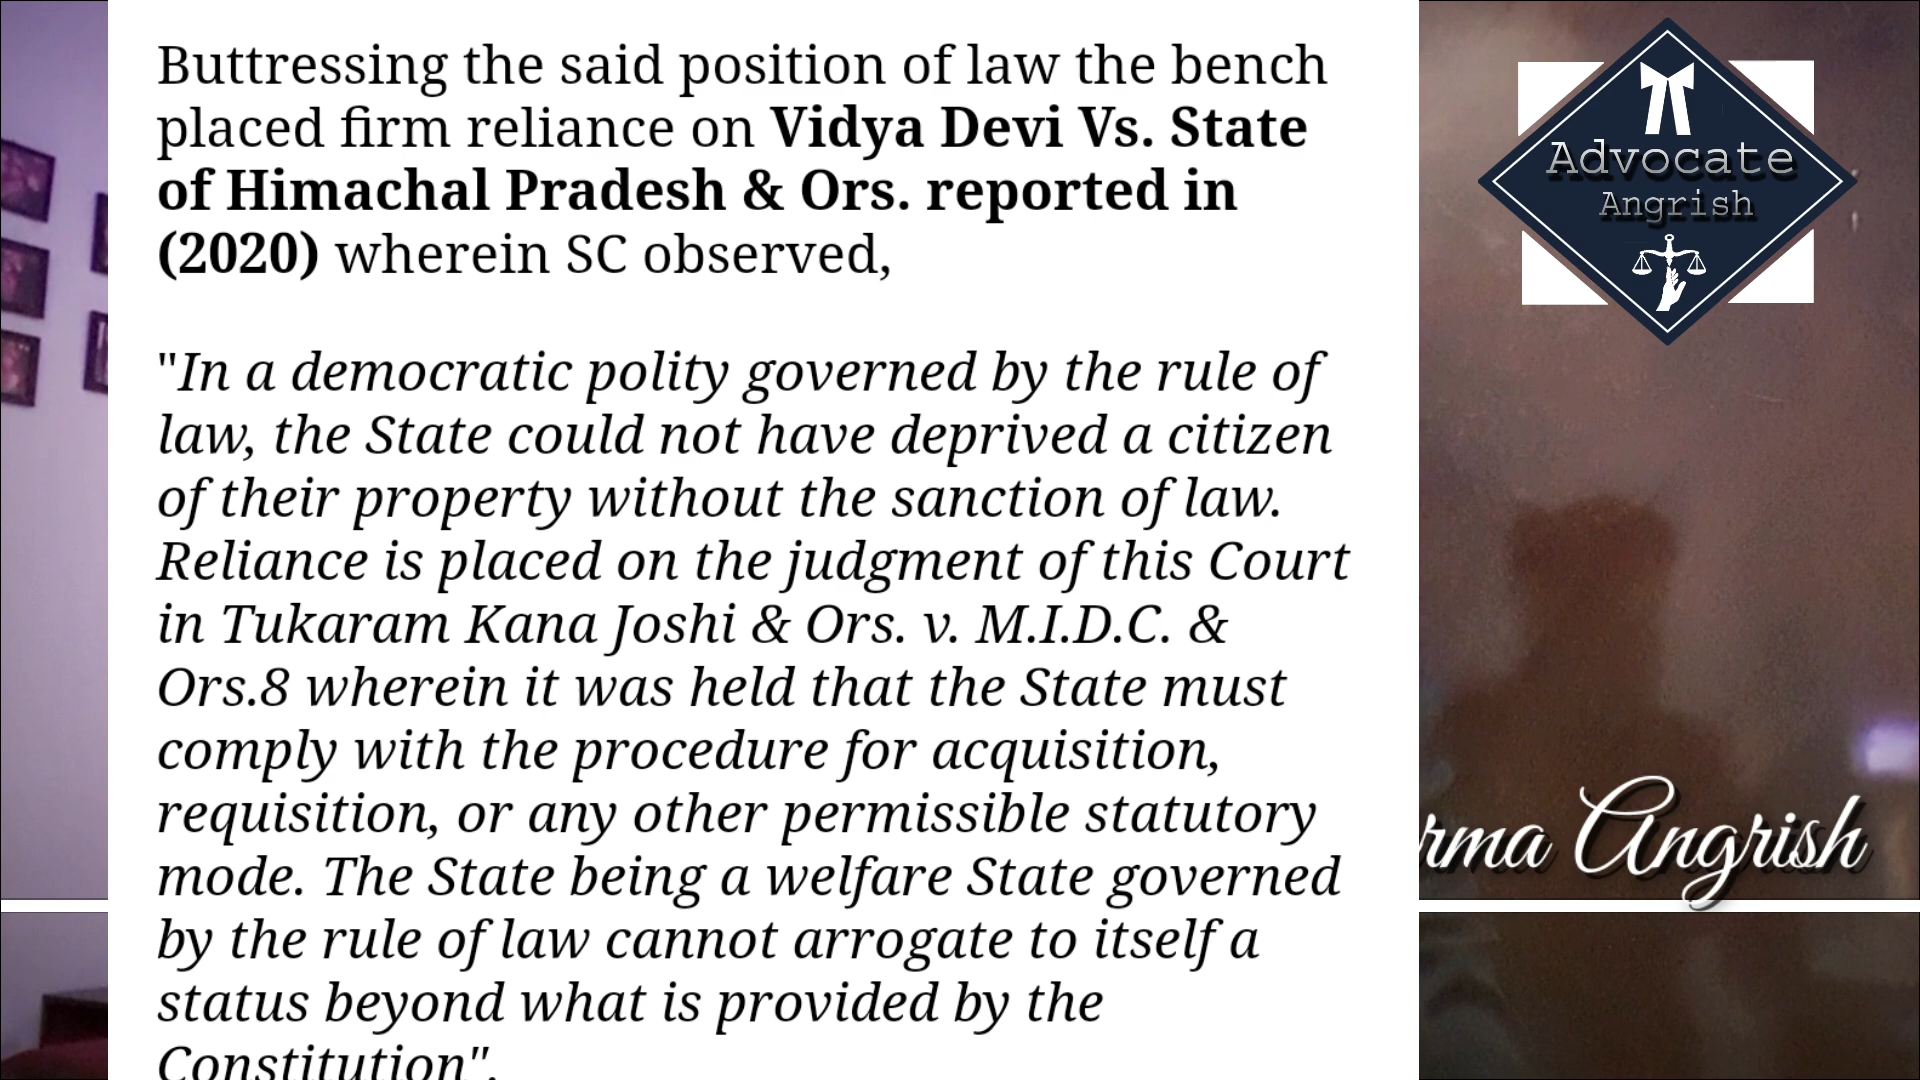 Buttressing the said position of law the bench
placed firm reliance on Vidya Devi Vs. State
of Himachal Pradesh & Ors. reported in
(2020) wherein SC observed,
"In a democratic polity governed by the rule of
law, the State could not have deprived a citizen
of their property without the sanction of law.
Reliance is placed on the judgment of this Court
in Tukaram Kana Joshi & Ors. v. M.I.D.C. &
Ors.8 wherein it was held that the State must
comply with the procedure for acquisition,
requisition, or any other permissible statutory
mode. The State being a welfare State governed
by the rule of law cannot arrogate to itself a
status beyond what is provided by the
Constitution".
Advocate
Angrish
rma Angrish